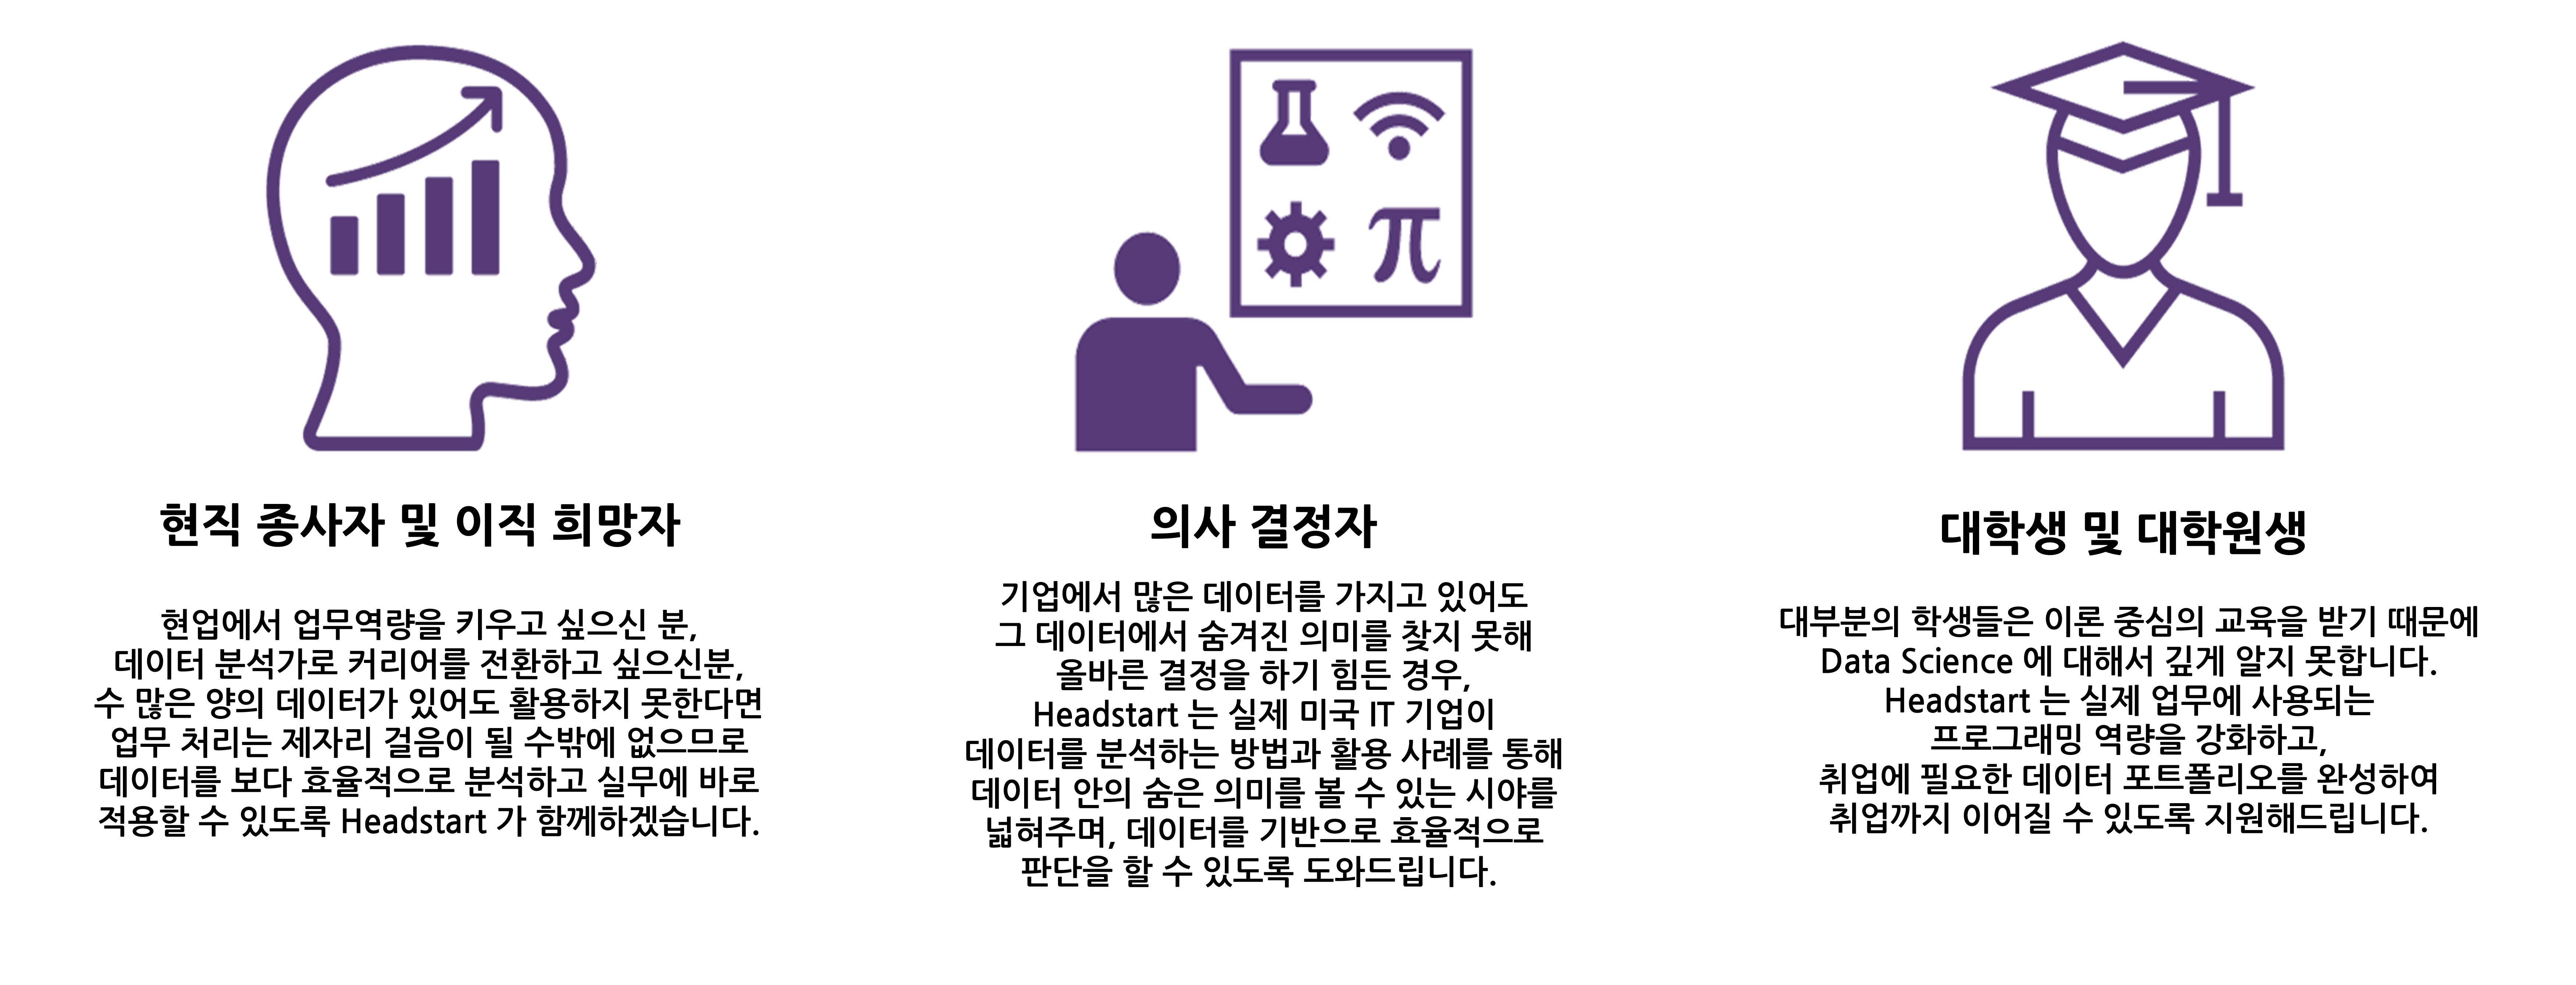 현직 종사자 및 이직 희망자
현업에서 업무역량을 키우고 싶으신 분,
데이터 분석가로 커리어를 전환하고 싶으신분,
수 많은 양의 데이터가 있어도 활용하지 못한다면
업무 처리는 제자리 걸음이 될 수밖에 없으므로
데이터를 보다 효율적으로 분석하고 실무에 바로
적용할 수 있도록 Headstart 가 함께하겠습니다.
π
의사 결정자
기업에서 많은 데이터를 가지고 있어도
그 데이터에서 숨겨진 의미를 찾지 못해
올바른 결정을 하기 힘든 경우,
Headstart 는 실제 미국 IT 기업이
데이터를 분석하는 방법과 활용 사례를 통해
데이터 안의 숨은 의미를 볼 수 있는 시야를
넓혀주며, 데이터를 기반으로 효율적으로
판단을 할 수 있도록 도와드립니다.
대학생 및 대학원생
대부분의 학생들은 이론 중심의 교육을 받기 때문에
Data Science 에 대해서 깊게 알지 못합니다.
Headstart 는 실제 업무에 사용되는
프로그래밍 역량을 강화하고,
취업에 필요한 데이터 포트폴리오를 완성하여
취업까지 이어질 수 있도록 지원해드립니다.